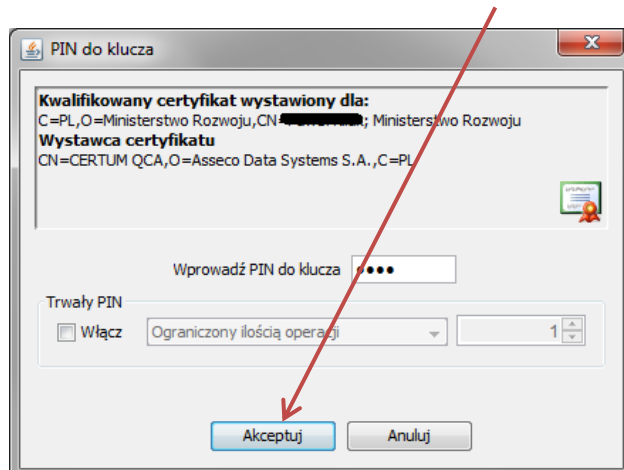 PIN do klucza
Kwalifikowany certyfikat wystawiony dla:
C=PL,O=Ministerstwo Rozwoju,CN= ; Ministerstwo Rozwoju
Wystawca certyfikatu
CN=CERTUM QCA,O=Asseco Data Systems S.A.,C=PL
Wprowadź PIN do klucza ••••
Trwały PIN
Włącz Ograniczony ilością operacji 1
Akceptuj Anuluj